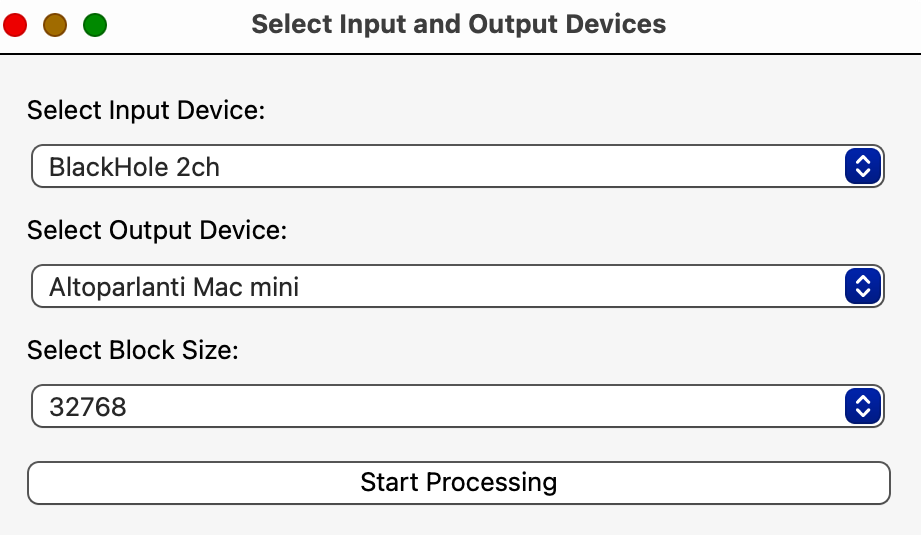 Select Input and Output Devices
Select Input Device:
BlackHole 2ch
Select Output Device:
Altoparlanti Mac mini
Select Block Size:
32768
Start Processing